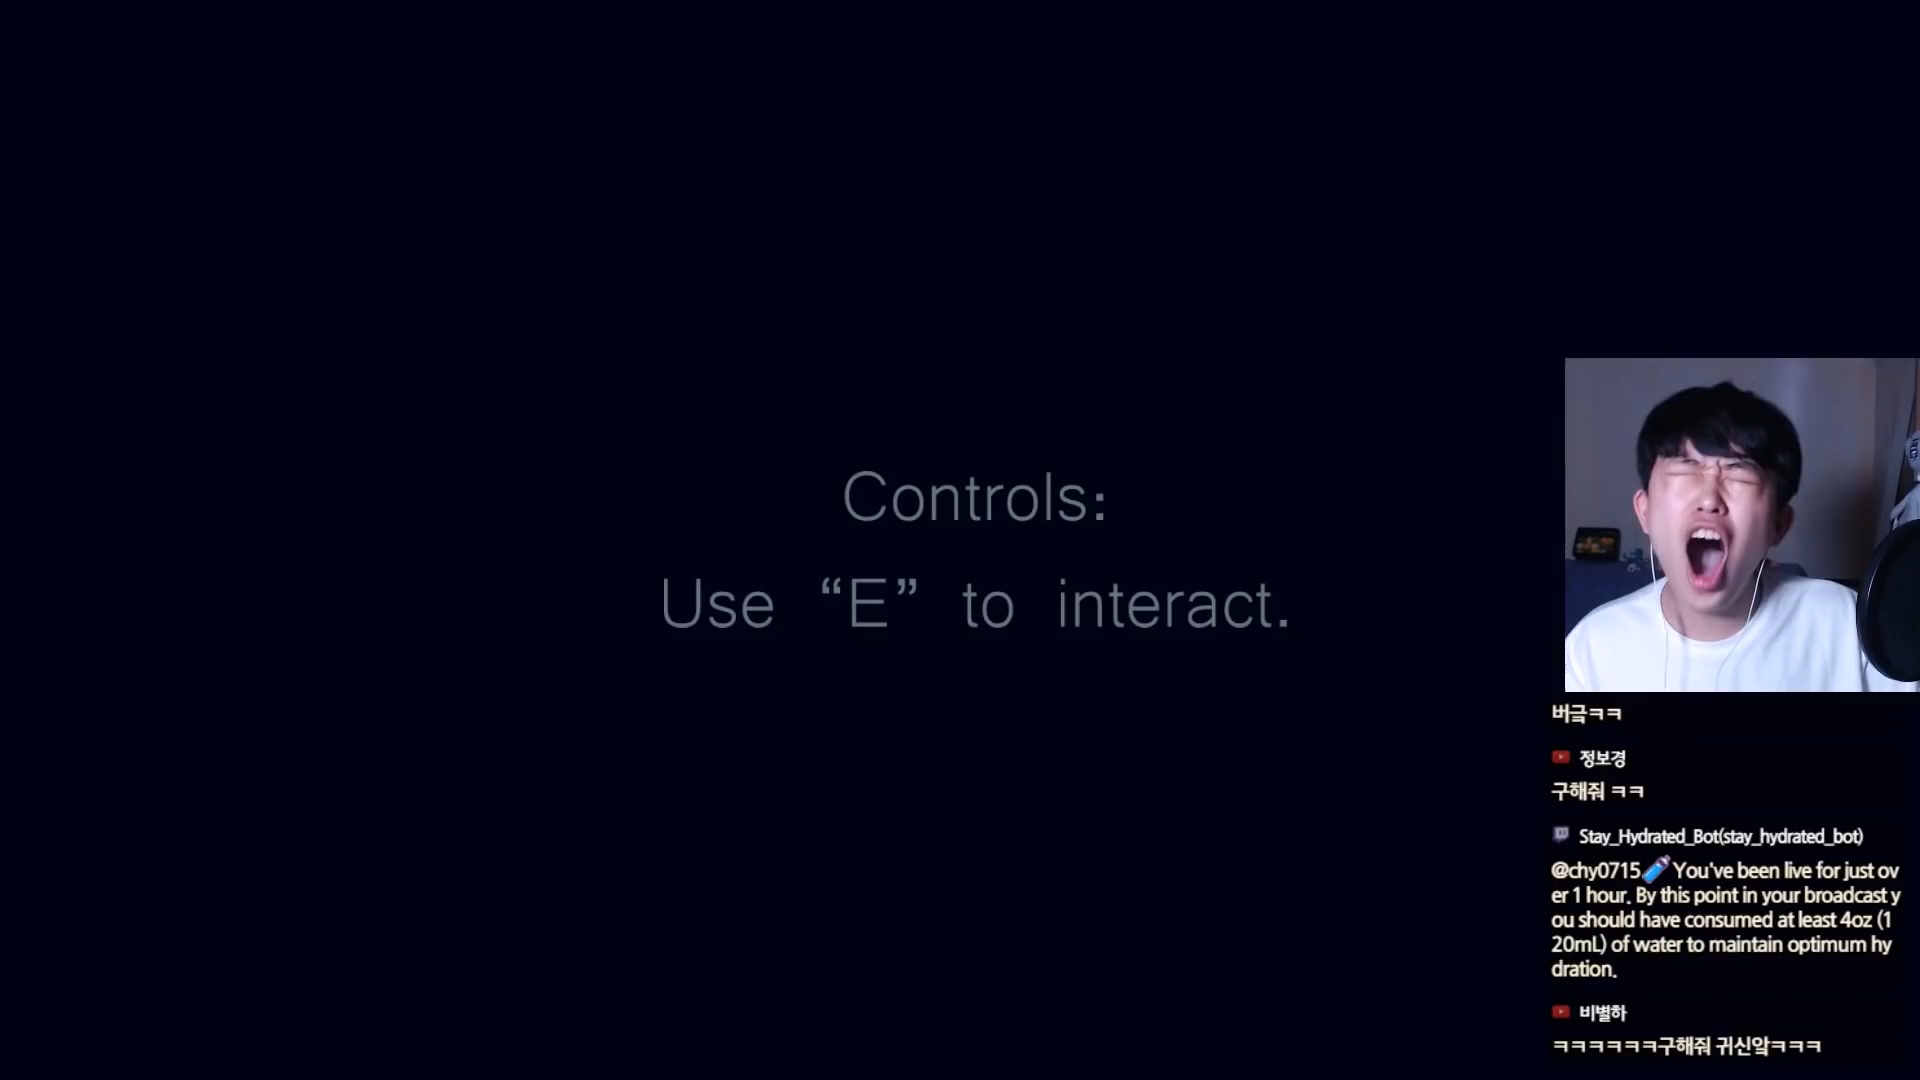 Controls:
Use “E” to interact.
버긐ㅋㅋ
정보경
구해줘 ㅋㅋ
Stay_Hydrated_Bot(stay_hydrated_bot)
@chy0715 You've been live for just ov
er 1 hour. By this point in your broadcast y
ou should have consumed at least 4oz (1
20mL) of water to maintain optimum hy
dration.
비별하
ㅋㅋㅋㅋㅋㅋ구해줘 귀신앜ㅋㅋㅋ